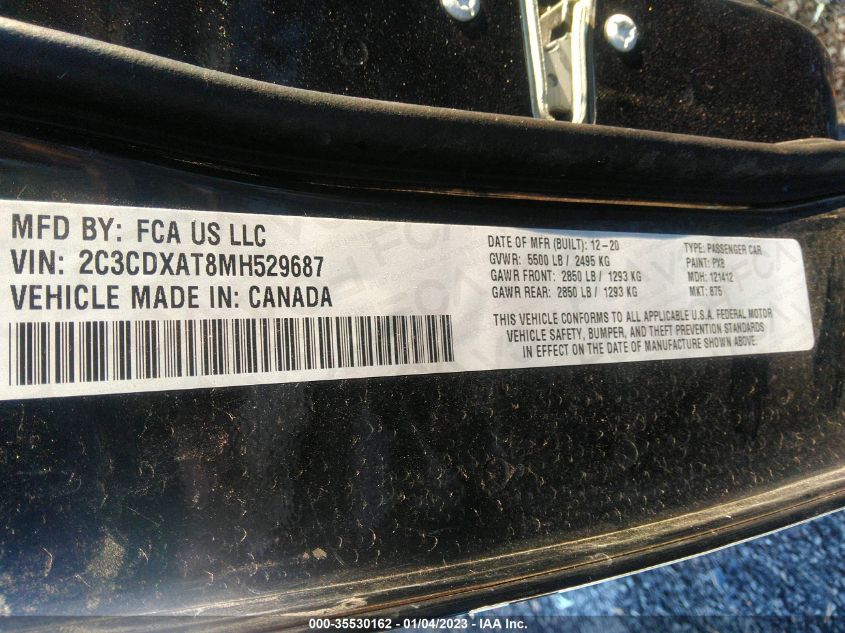 MFD BY: FCA US LLC
VIN: 2C3CDXAT8MH529687
VEHICLE MADE IN: CANADA
DATE OF MFR (BUILT): 12-20
GVWR: 5500 LB / 2495 KG
GAWR FRONT: 2850 LB / 1293 KG
GAWR REAR: 2850 LB / 1293 KG
TYPE: PASSENGER CAR
PAINT: PX8
MDH: 121412
MKT: 875
THIS VEHICLE CONFORMS TO ALL APPLICABLE U.S.A. FEDERAL MOTOR
VEHICLE SAFETY, BUMPER, AND THEFT PREVENTION STANDARDS
IN EFFECT ON THE DATE OF MANUFACTURE SHOWN ABOVE.
000-35530162 - 01/04/2023 - IAA Inc.